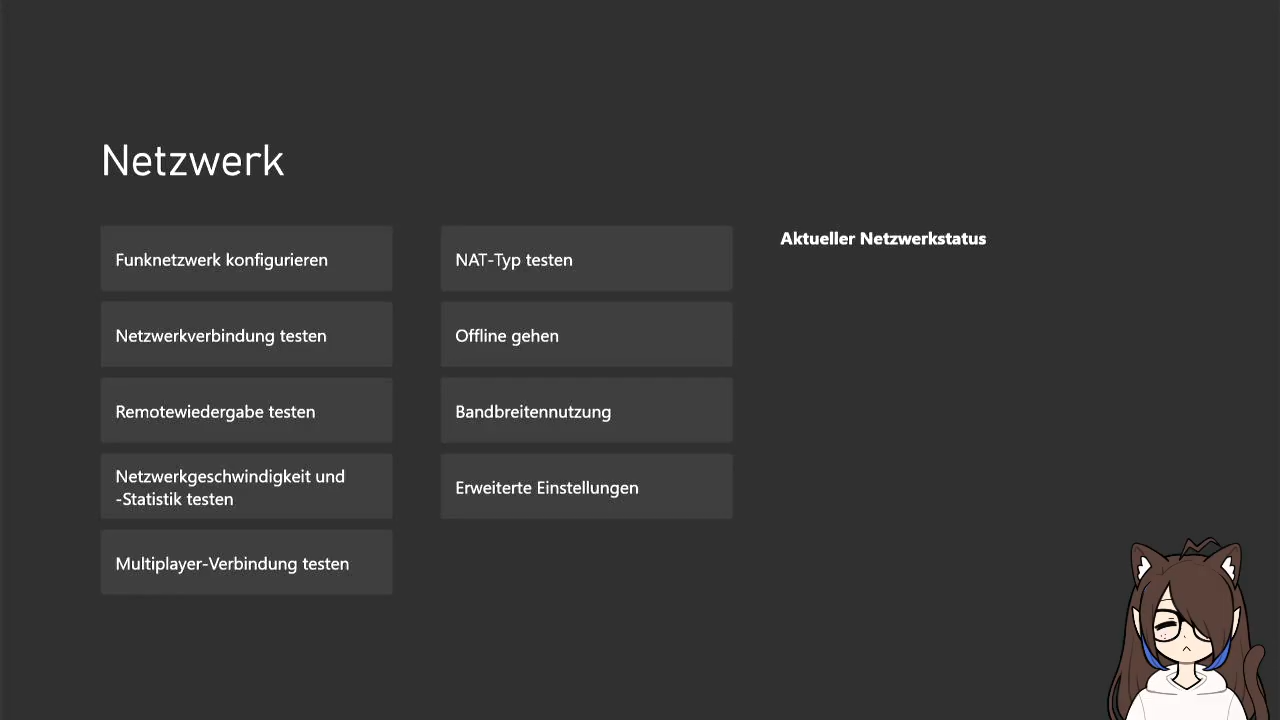 Netzwerk
Funknetzwerk konfigurieren
Netzwerkverbindung testen
Remotewiedergabe testen
Netzwerkgeschwindigkeit und
-Statistik testen
Multiplayer-Verbindung testen
NAT-Typ testen
Offline gehen
Bandbreitennutzung
Erweiterte Einstellungen
Aktueller Netzwerkstatus